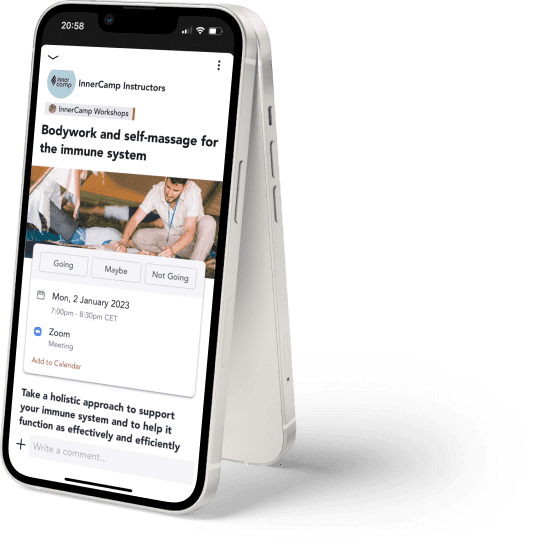 20:58
inner
camp
InnerCamp Instructors
InnerCamp Workshops
Bodywork and self-massage for
the immune system
Going
Maybe
Not Going
Mon, 2 January 2023
7:00pm - 8:30pm CET
Zoom
Meeting
Add to Calendar
Take a holistic approach to support
your immune system and to help it
function as effectively and efficiently
Write a comment...